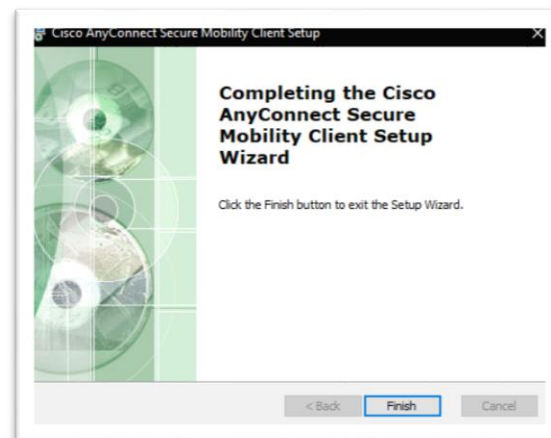 Cisco AnyConnect Secure Mobility Client Setup
Completing the Cisco
AnyConnect Secure
Mobility Client Setup
Wizard
Click the Finish button to exit the Setup Wizard.
< Back Finish Cancel